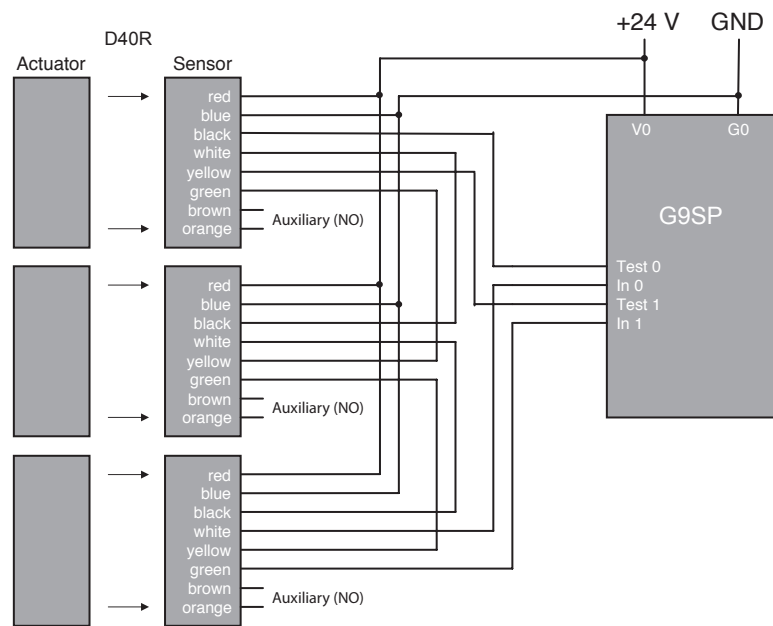 +24 V GND
D40R
Actuator Sensor
red
blue
black
white
yellow
green
brown
orange
Auxiliary (NO)
V0 G0
G9SP
Test 0
In 0
Test 1
In 1
red
blue
black
white
yellow
green
brown
orange
Auxiliary (NO)
red
blue
black
white
yellow
green
brown
orange
Auxiliary (NO)